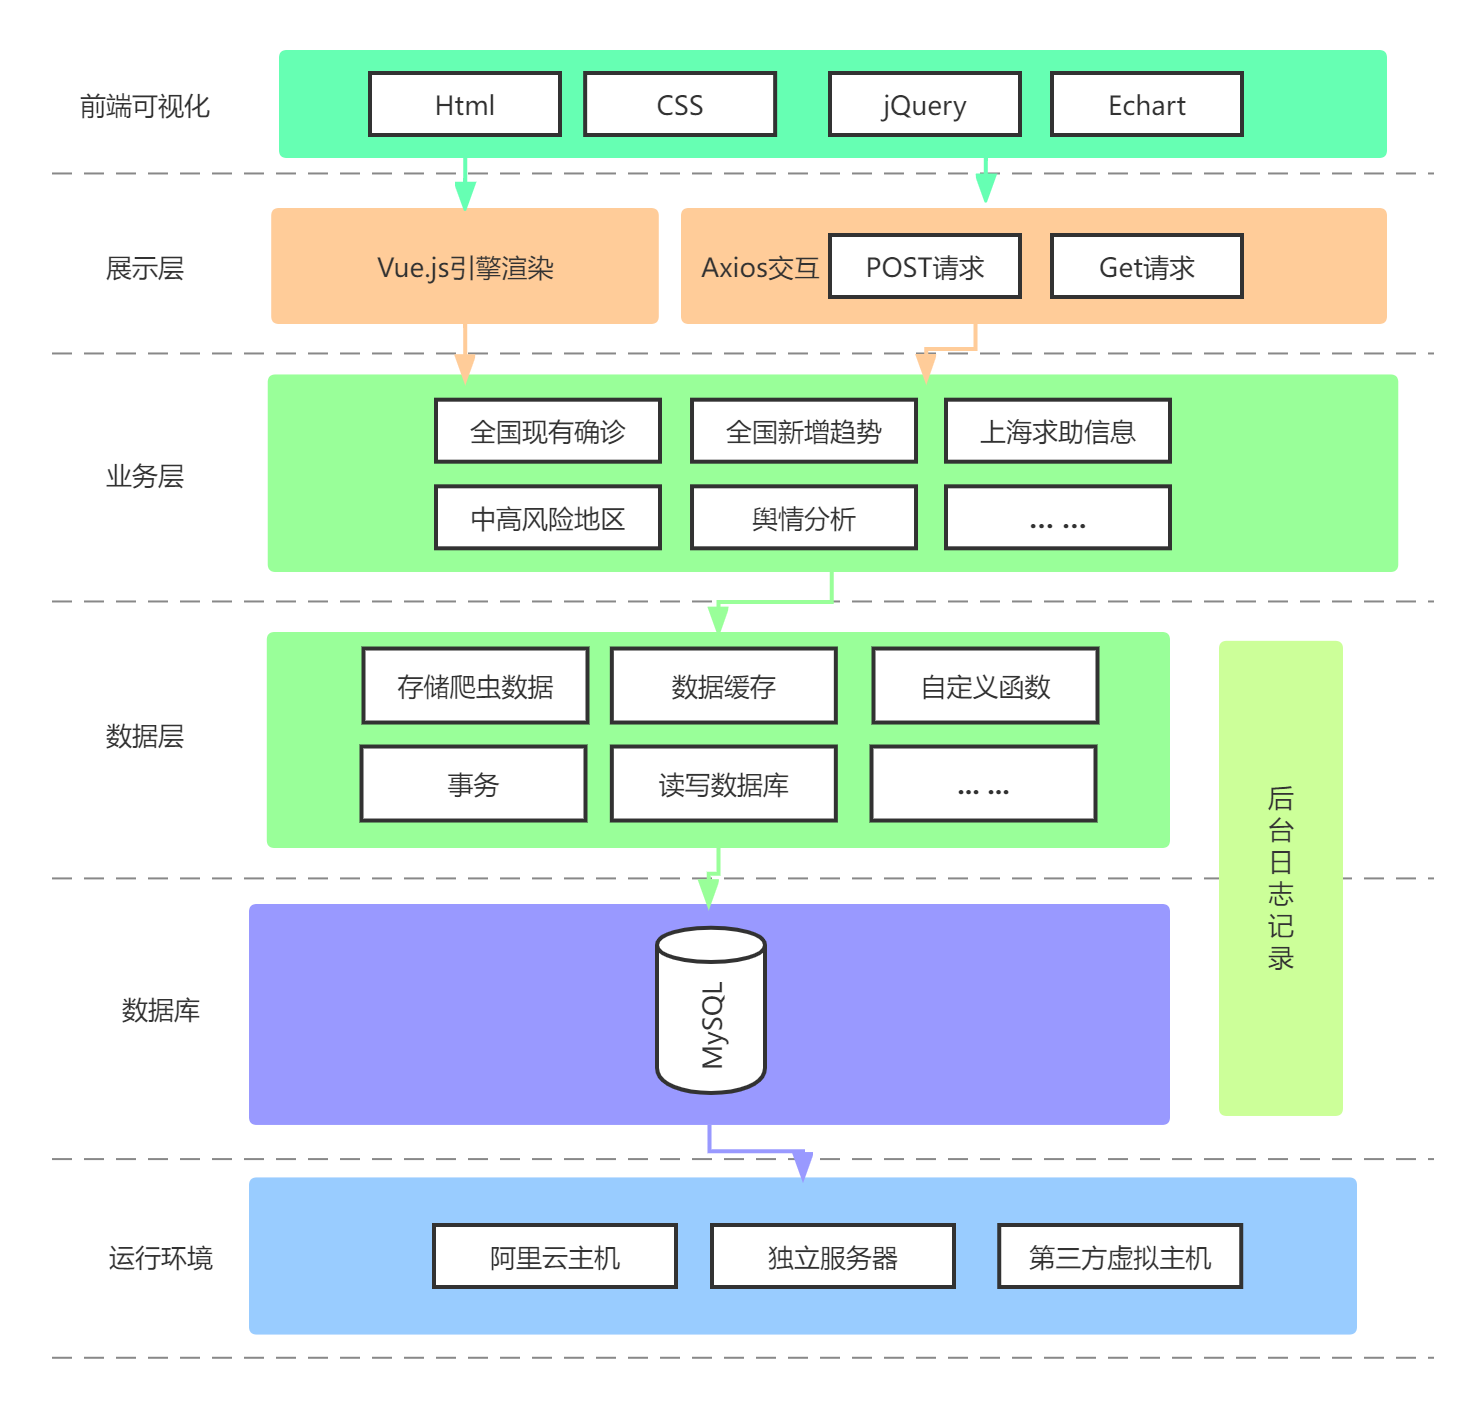 前端可视化
Html
CSS
jQuery
Echart
展示层
Vue.js引擎渲染
Axios交互
POST请求
Get请求
业务层
全国现有确诊
全国新增趋势
上海求助信息
中高风险地区
舆情分析
... ...
数据层
存储爬虫数据
数据缓存
自定义函数
事务
读写数据库
... ...
后台日志记录
数据库
MySQL
运行环境
阿里云主机
独立服务器
第三方虚拟主机